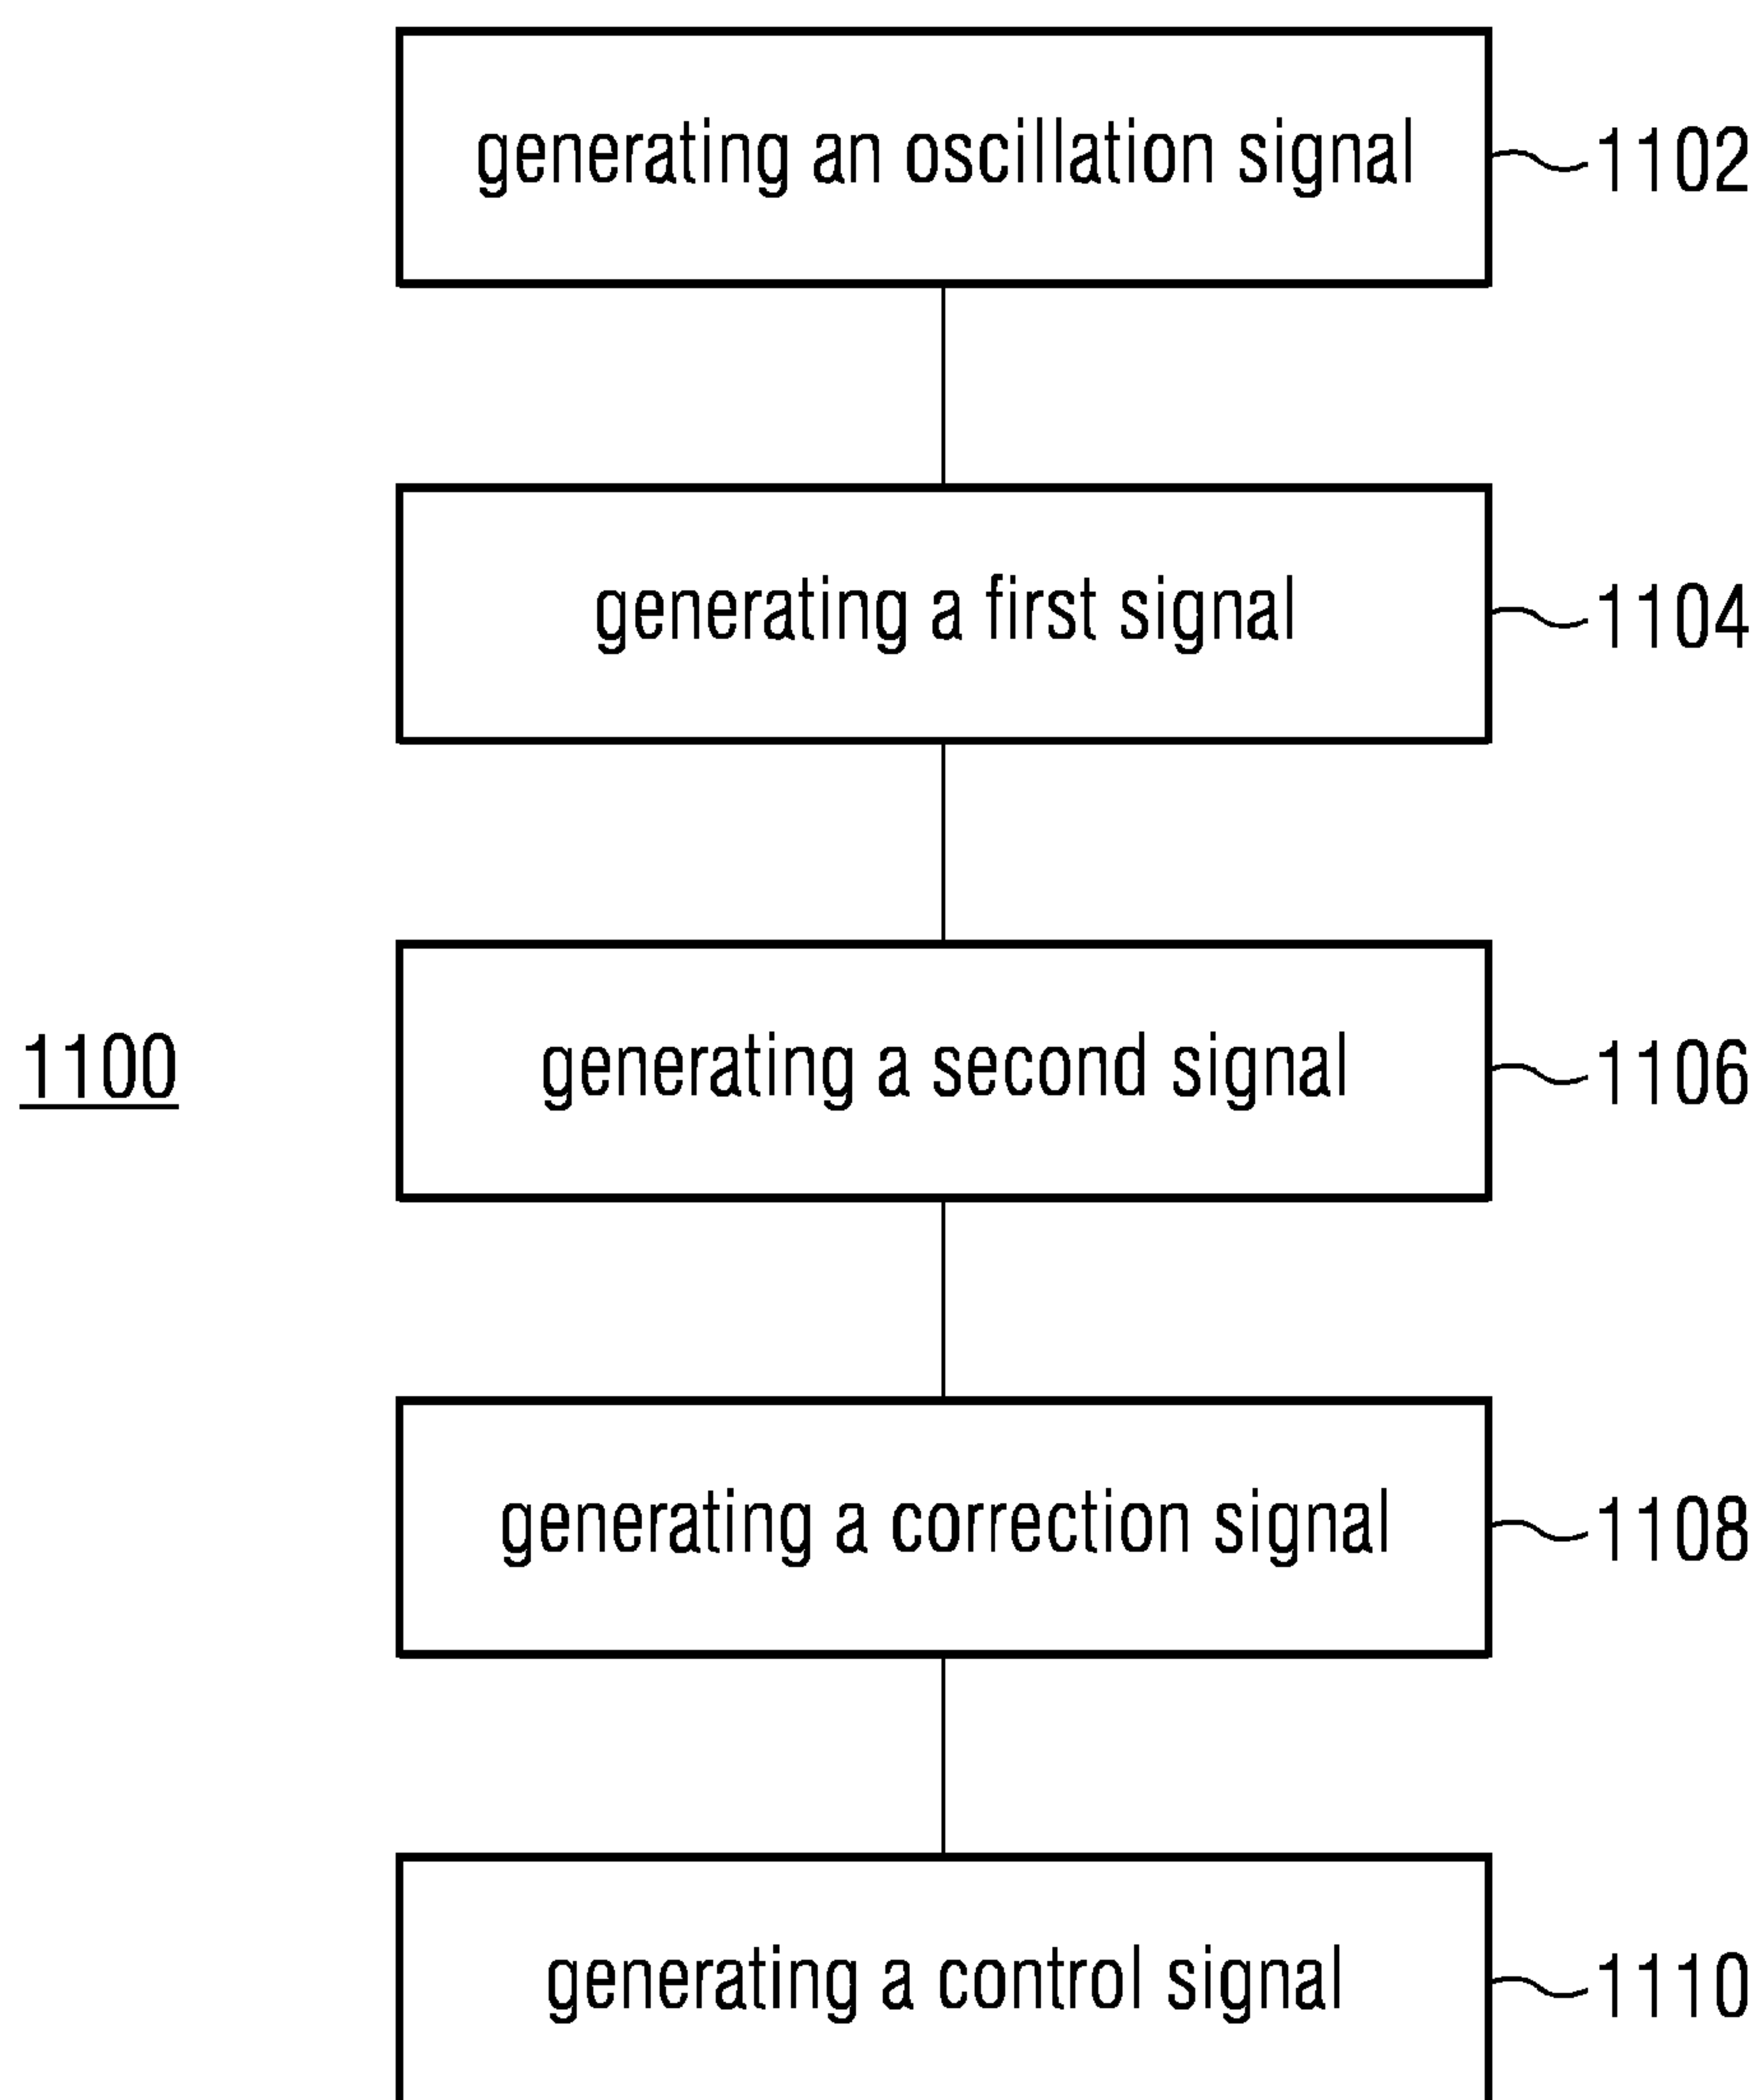 generating an oscillation signal
1102
generating a first signal
1104
1100
generating a second signal
1106
generating a correction signal
1108
generating a control signal
1110